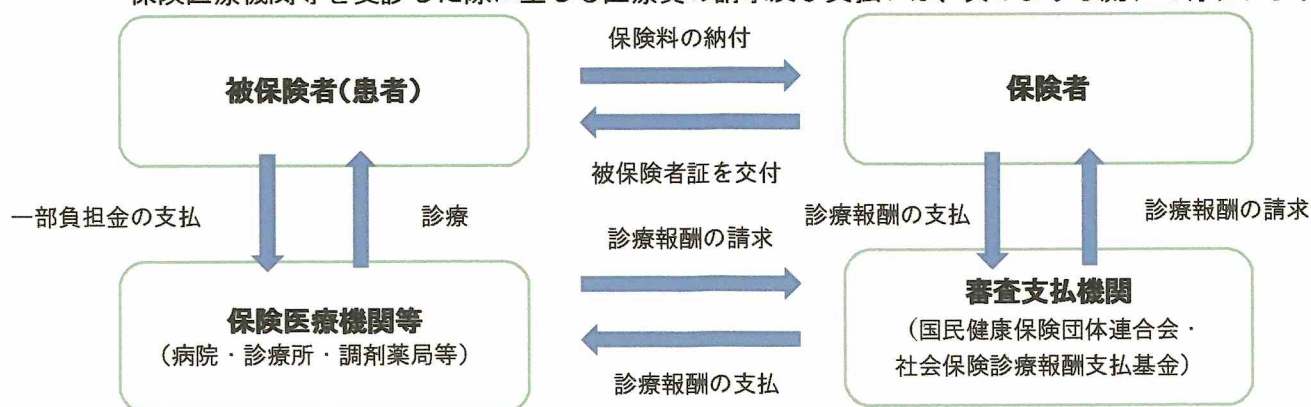 保険料の納付
被保険者(患者)
保険者
被保険者証を交付
一部負担金の支払
診療
診療報酬の支払
診療報酬の請求
診療報酬の請求
保険医療機関等
(病院・診療所・調剤薬局等)
審査支払機関
(国民健康保険団体連合会・
社会保険診療報酬支払基金)
診療報酬の支払